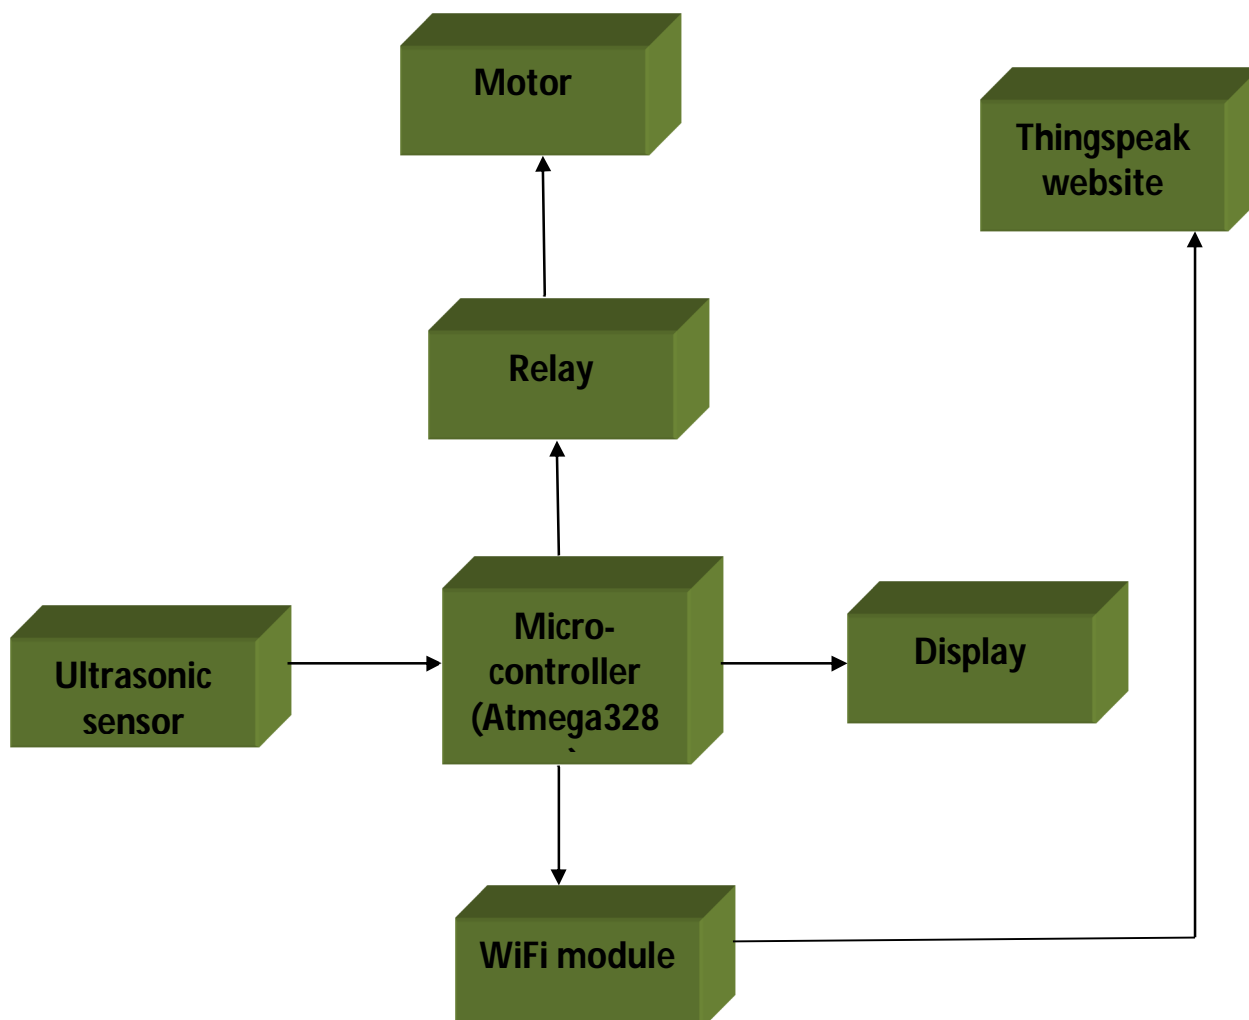 Motor
Thingspeak
website
Relay
Micro-
controller
(Atmega328
Display
Ultrasonic
sensor
WiFi module